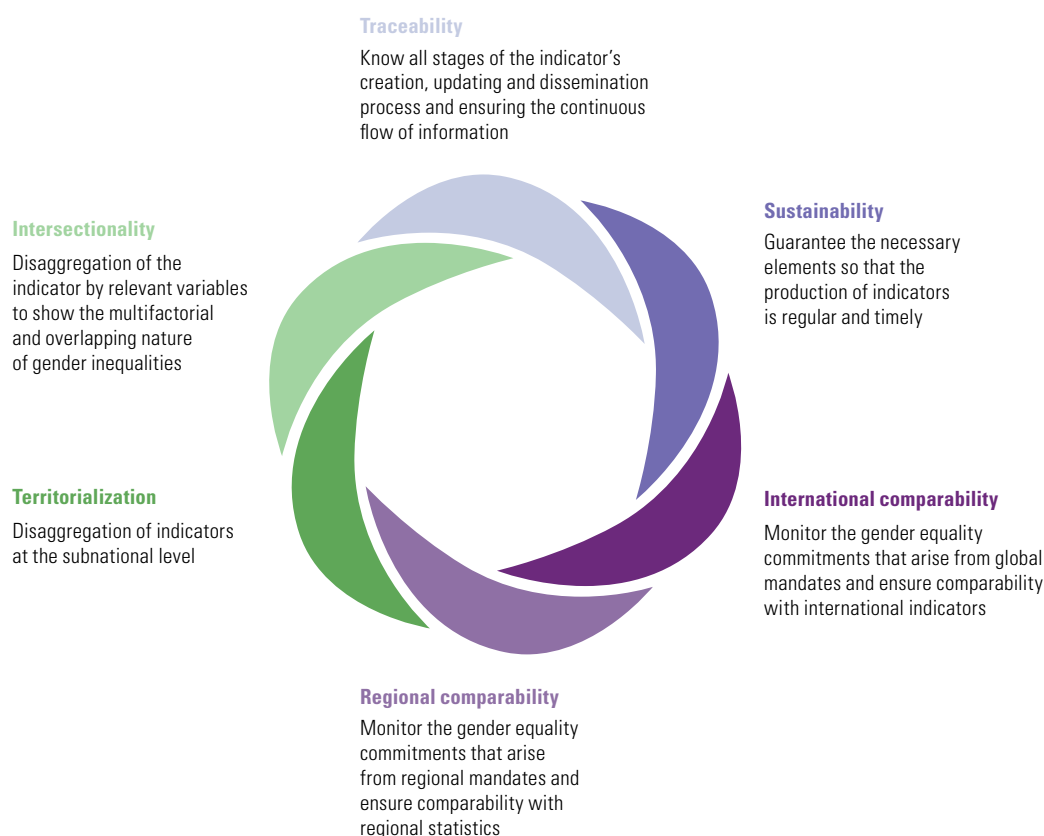 Traceability
Know all stages of the indicator's
creation, updating and dissemination
process and ensuring the continuous
flow of information
Sustainability
Guarantee the necessary
elements so that the
production of indicators
is regular and timely
International comparability
Monitor the gender equality
commitments that arise from global
mandates and ensure comparability
with international indicators
Regional comparability
Monitor the gender equality
commitments that arise
from regional mandates and
ensure comparability with
regional statistics
Territorialization
Disaggregation of indicators
at the subnational level
Intersectionality
Disaggregation of the
indicator by relevant variables
to show the multifactorial
and overlapping nature
of gender inequalities